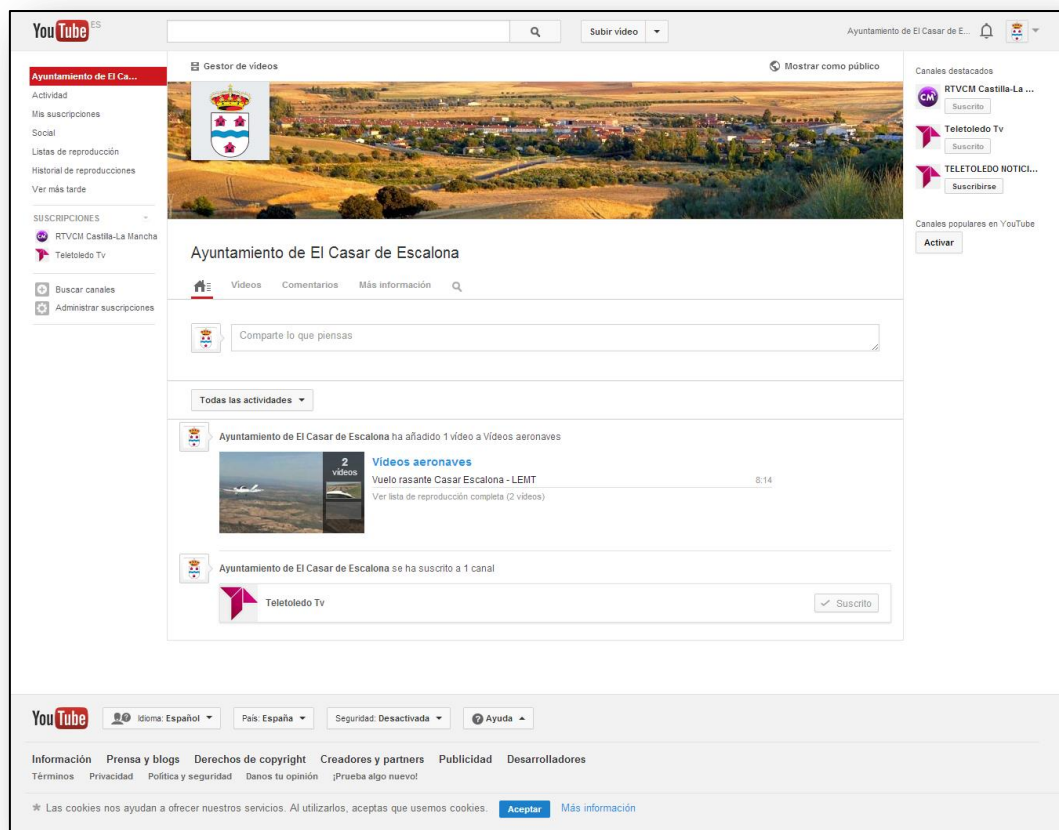 YouTube ES
Subir vídeo
Ayuntamiento de El Casar de E...
Ayuntamiento de El Ca...
Actividad
Mis suscripciones
Social
Listas de reproducción
Historial de reproducciones
Ver más tarde
SUSCRIPCIONES
RTVCM Castilla-La Mancha
Teletoledo Tv
Buscar canales
Administrar suscripciones
Gestor de vídeos
Mostrar como público
Ayuntamiento de El Casar de Escalona
Vídeos Comentarios Más información
Comparte lo que piensas
Todas las actividades
Ayuntamiento de El Casar de Escalona ha añadido 1 vídeo a Vídeos aeronaves
2
vídeos
Vídeos aeronaves
Vuelo rasante Casar Escalona - LEMT 8:14
Ver lista de reproducción completa (2 vídeos)
Ayuntamiento de El Casar de Escalona se ha suscrito a 1 canal
Teletoledo Tv
Suscrito
Canales destacados
CM
RTVCM Castilla-La ...
Suscrito
Teletoledo Tv
Suscrito
TELETOLEDO NOTICI...
Suscribirse
Canales populares en YouTube
Activar
YouTube
Idioma: Español
País: España
Seguridad: Desactivada
Ayuda
Información Prensa y blogs Derechos de copyright Creadores y partners Publicidad Desarrolladores
Términos Privacidad Política y seguridad Danos tu opinión ¡Prueba algo nuevo!
Las cookies nos ayudan a ofrecer nuestros servicios. Al utilizarlos, aceptas que usemos cookies. Aceptar Más información